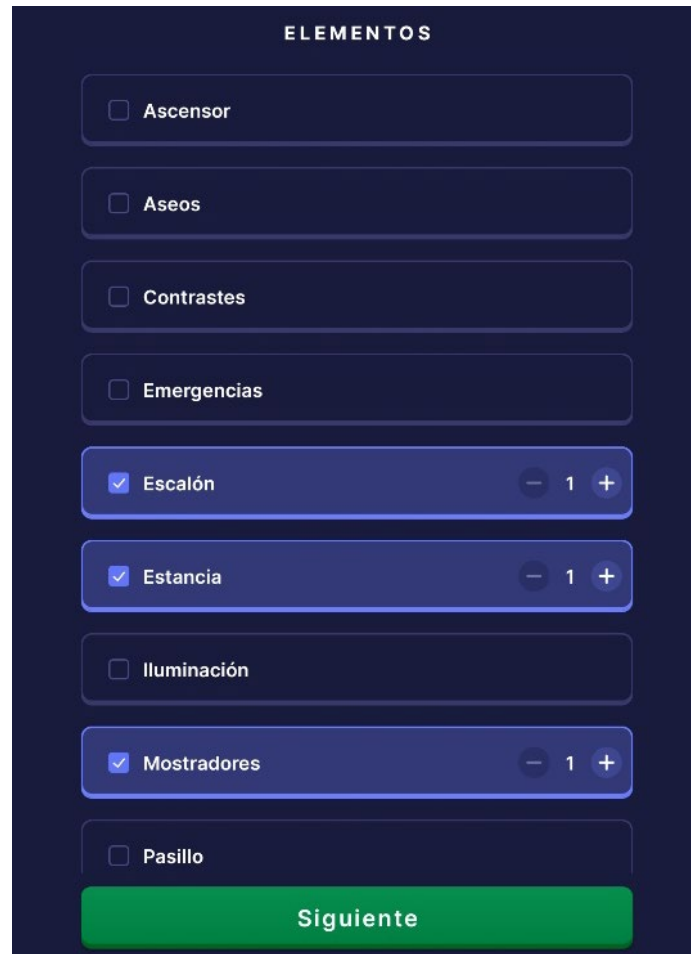 ELEMENTOS
Ascensor
Aseos
Contrastes
Emergencias
Escalón − 1 +
Estancia − 1 +
Iluminación
Mostradores − 1 +
Pasillo
Siguiente